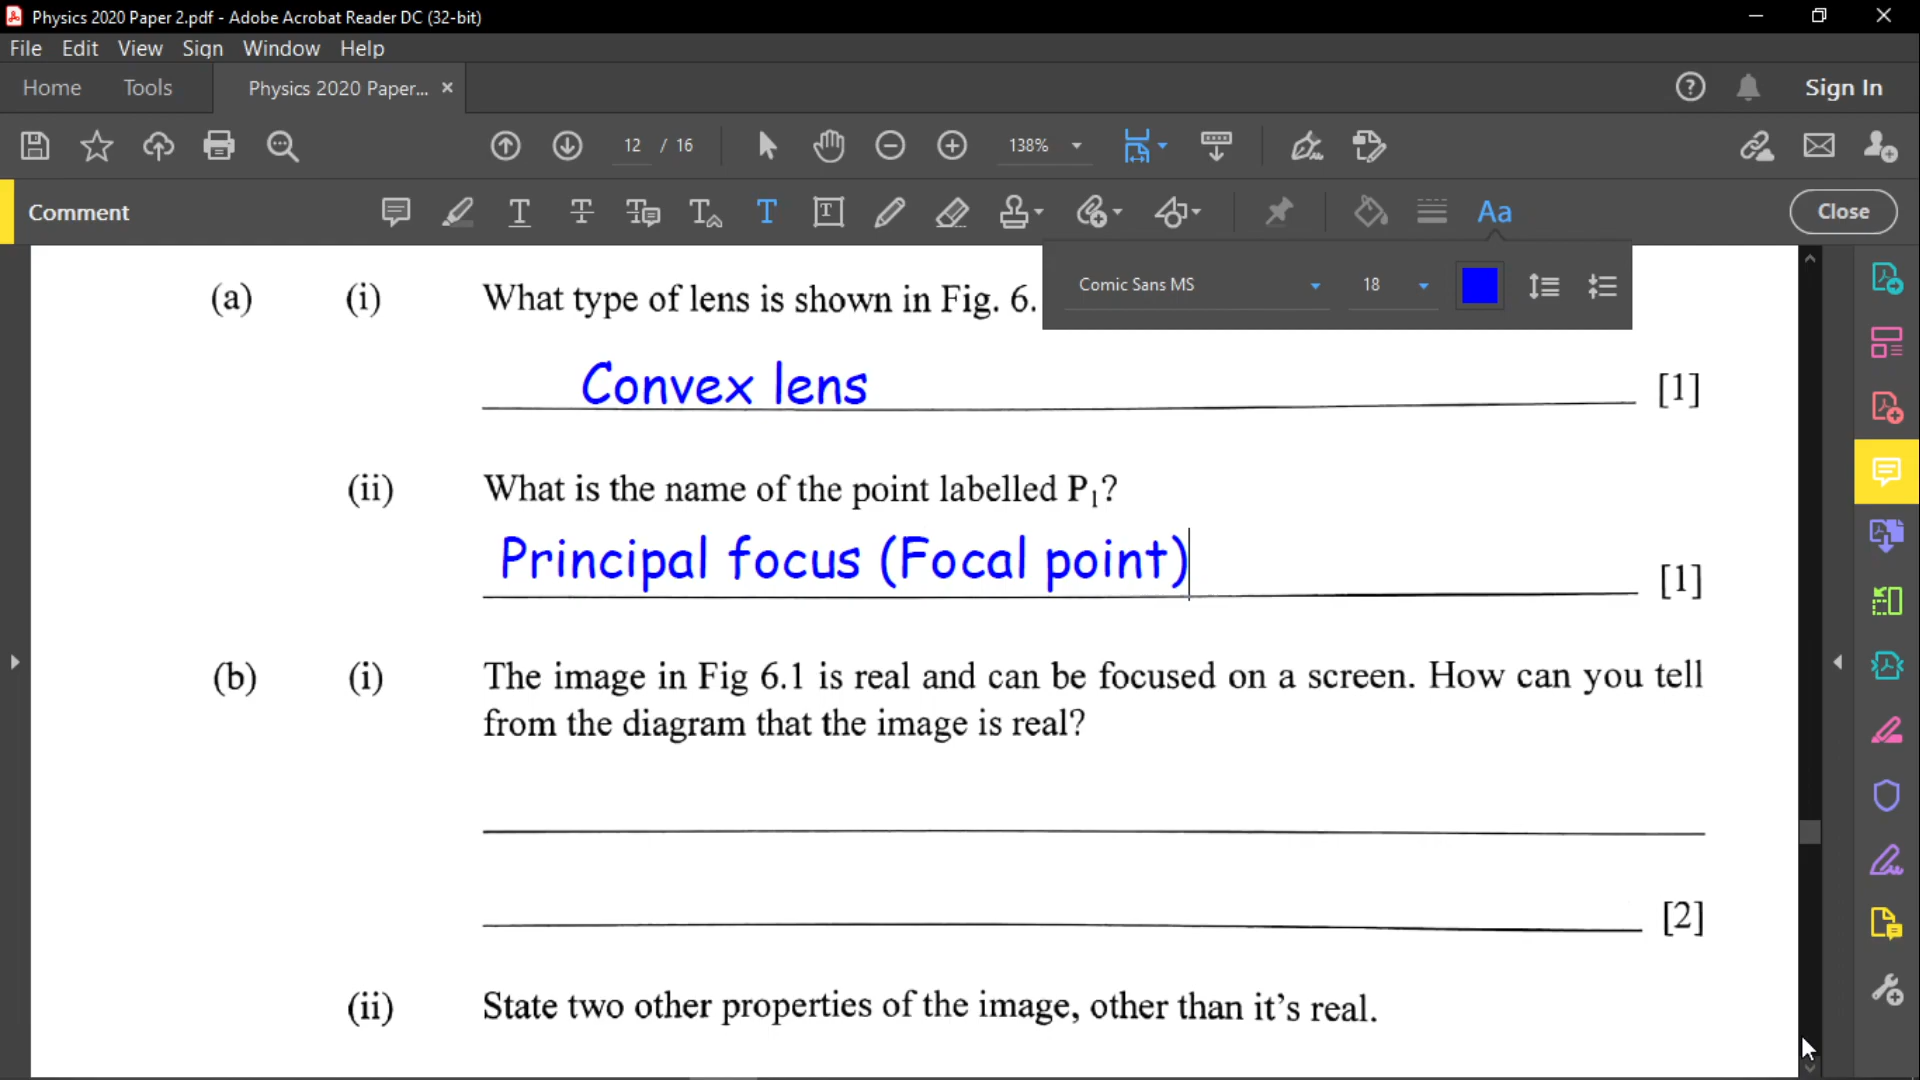 Physics 2020 Paper 2.pdf - Adobe Acrobat Reader DC (32-bit)
File Edit View Sign Window Help
Home Tools Physics 2020 Paper... × Sign In
12 / 16 138%
Comment Close
Comic Sans MS 18
(a) (i) What type of lens is shown in Fig. 6.
Convex lens [1]
(ii) What is the name of the point labelled P₁?
Principal focus (Focal point) [1]
(b) (i) The image in Fig 6.1 is real and can be focused on a screen. How can you tell
from the diagram that the image is real?
[2]
(ii) State two other properties of the image, other than it’s real.